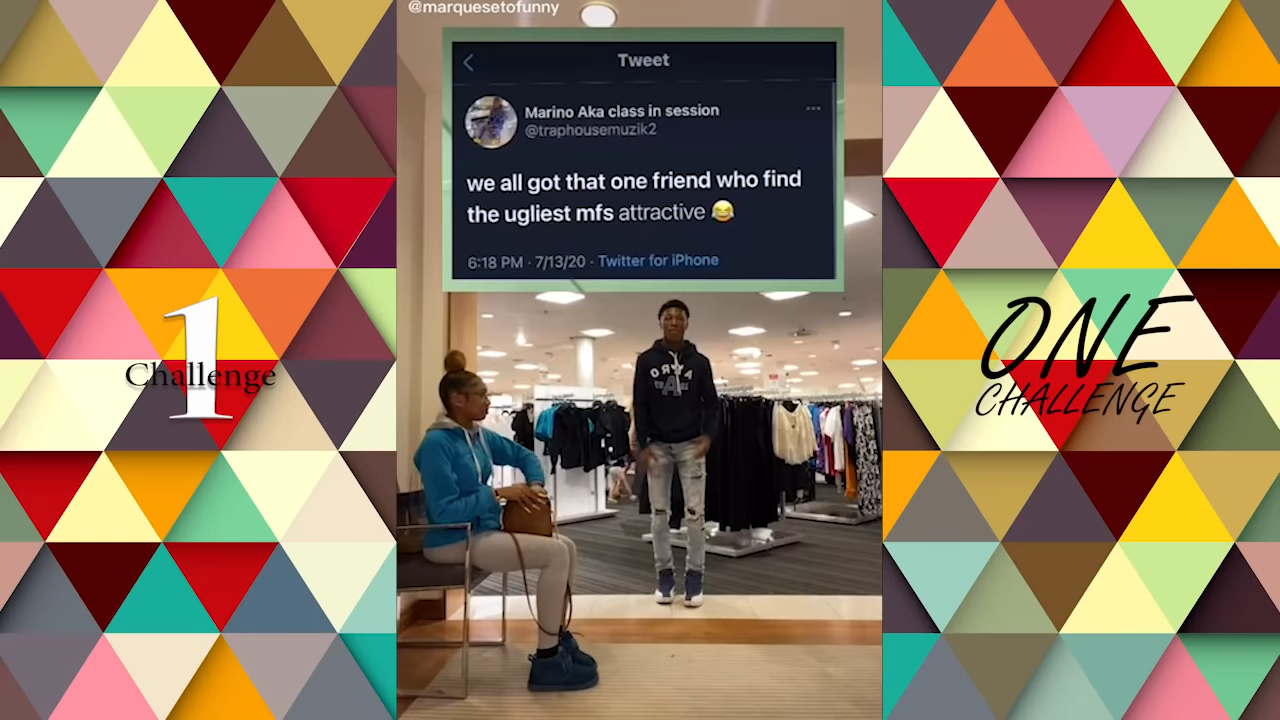 @marquesetofunny
Tweet
Marino Aka class in session
@traphousemuzik2
we all got that one friend who find
the ugliest mfs attractive 😂
6:18 PM · 7/13/20 · Twitter for iPhone
1
Challenge
ONE
CHALLENGE